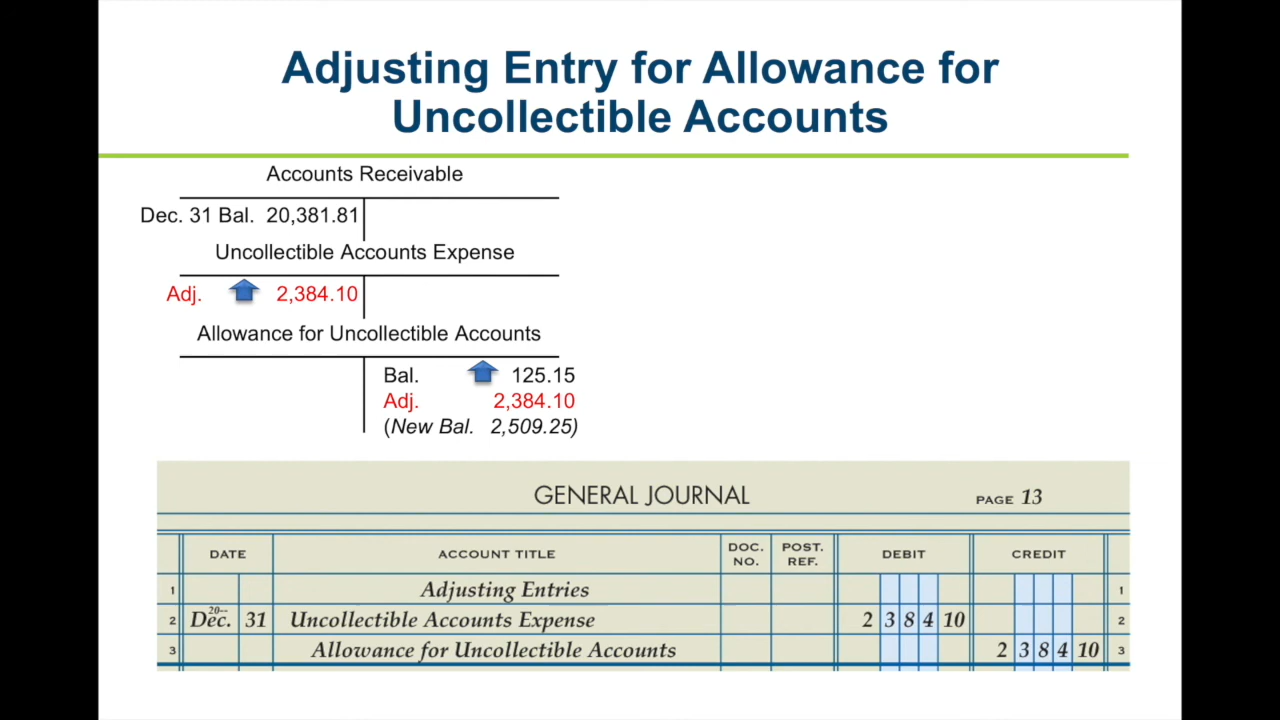 Adjusting Entry for Allowance for
Uncollectible Accounts
Accounts Receivable
Dec. 31 Bal. 20,381.81
Uncollectible Accounts Expense
Adj. 2,384.10
Allowance for Uncollectible Accounts
Bal. 125.15
Adj. 2,384.10
(New Bal. 2,509.25)
GENERAL JOURNAL PAGE 13
DATE ACCOUNT TITLE DOC. NO. POST. REF. DEBIT CREDIT
1 Adjusting Entries 1
2 20-- Dec. 31 Uncollectible Accounts Expense 2 3 8 4 10 2
3 Allowance for Uncollectible Accounts 2 3 8 4 10 3